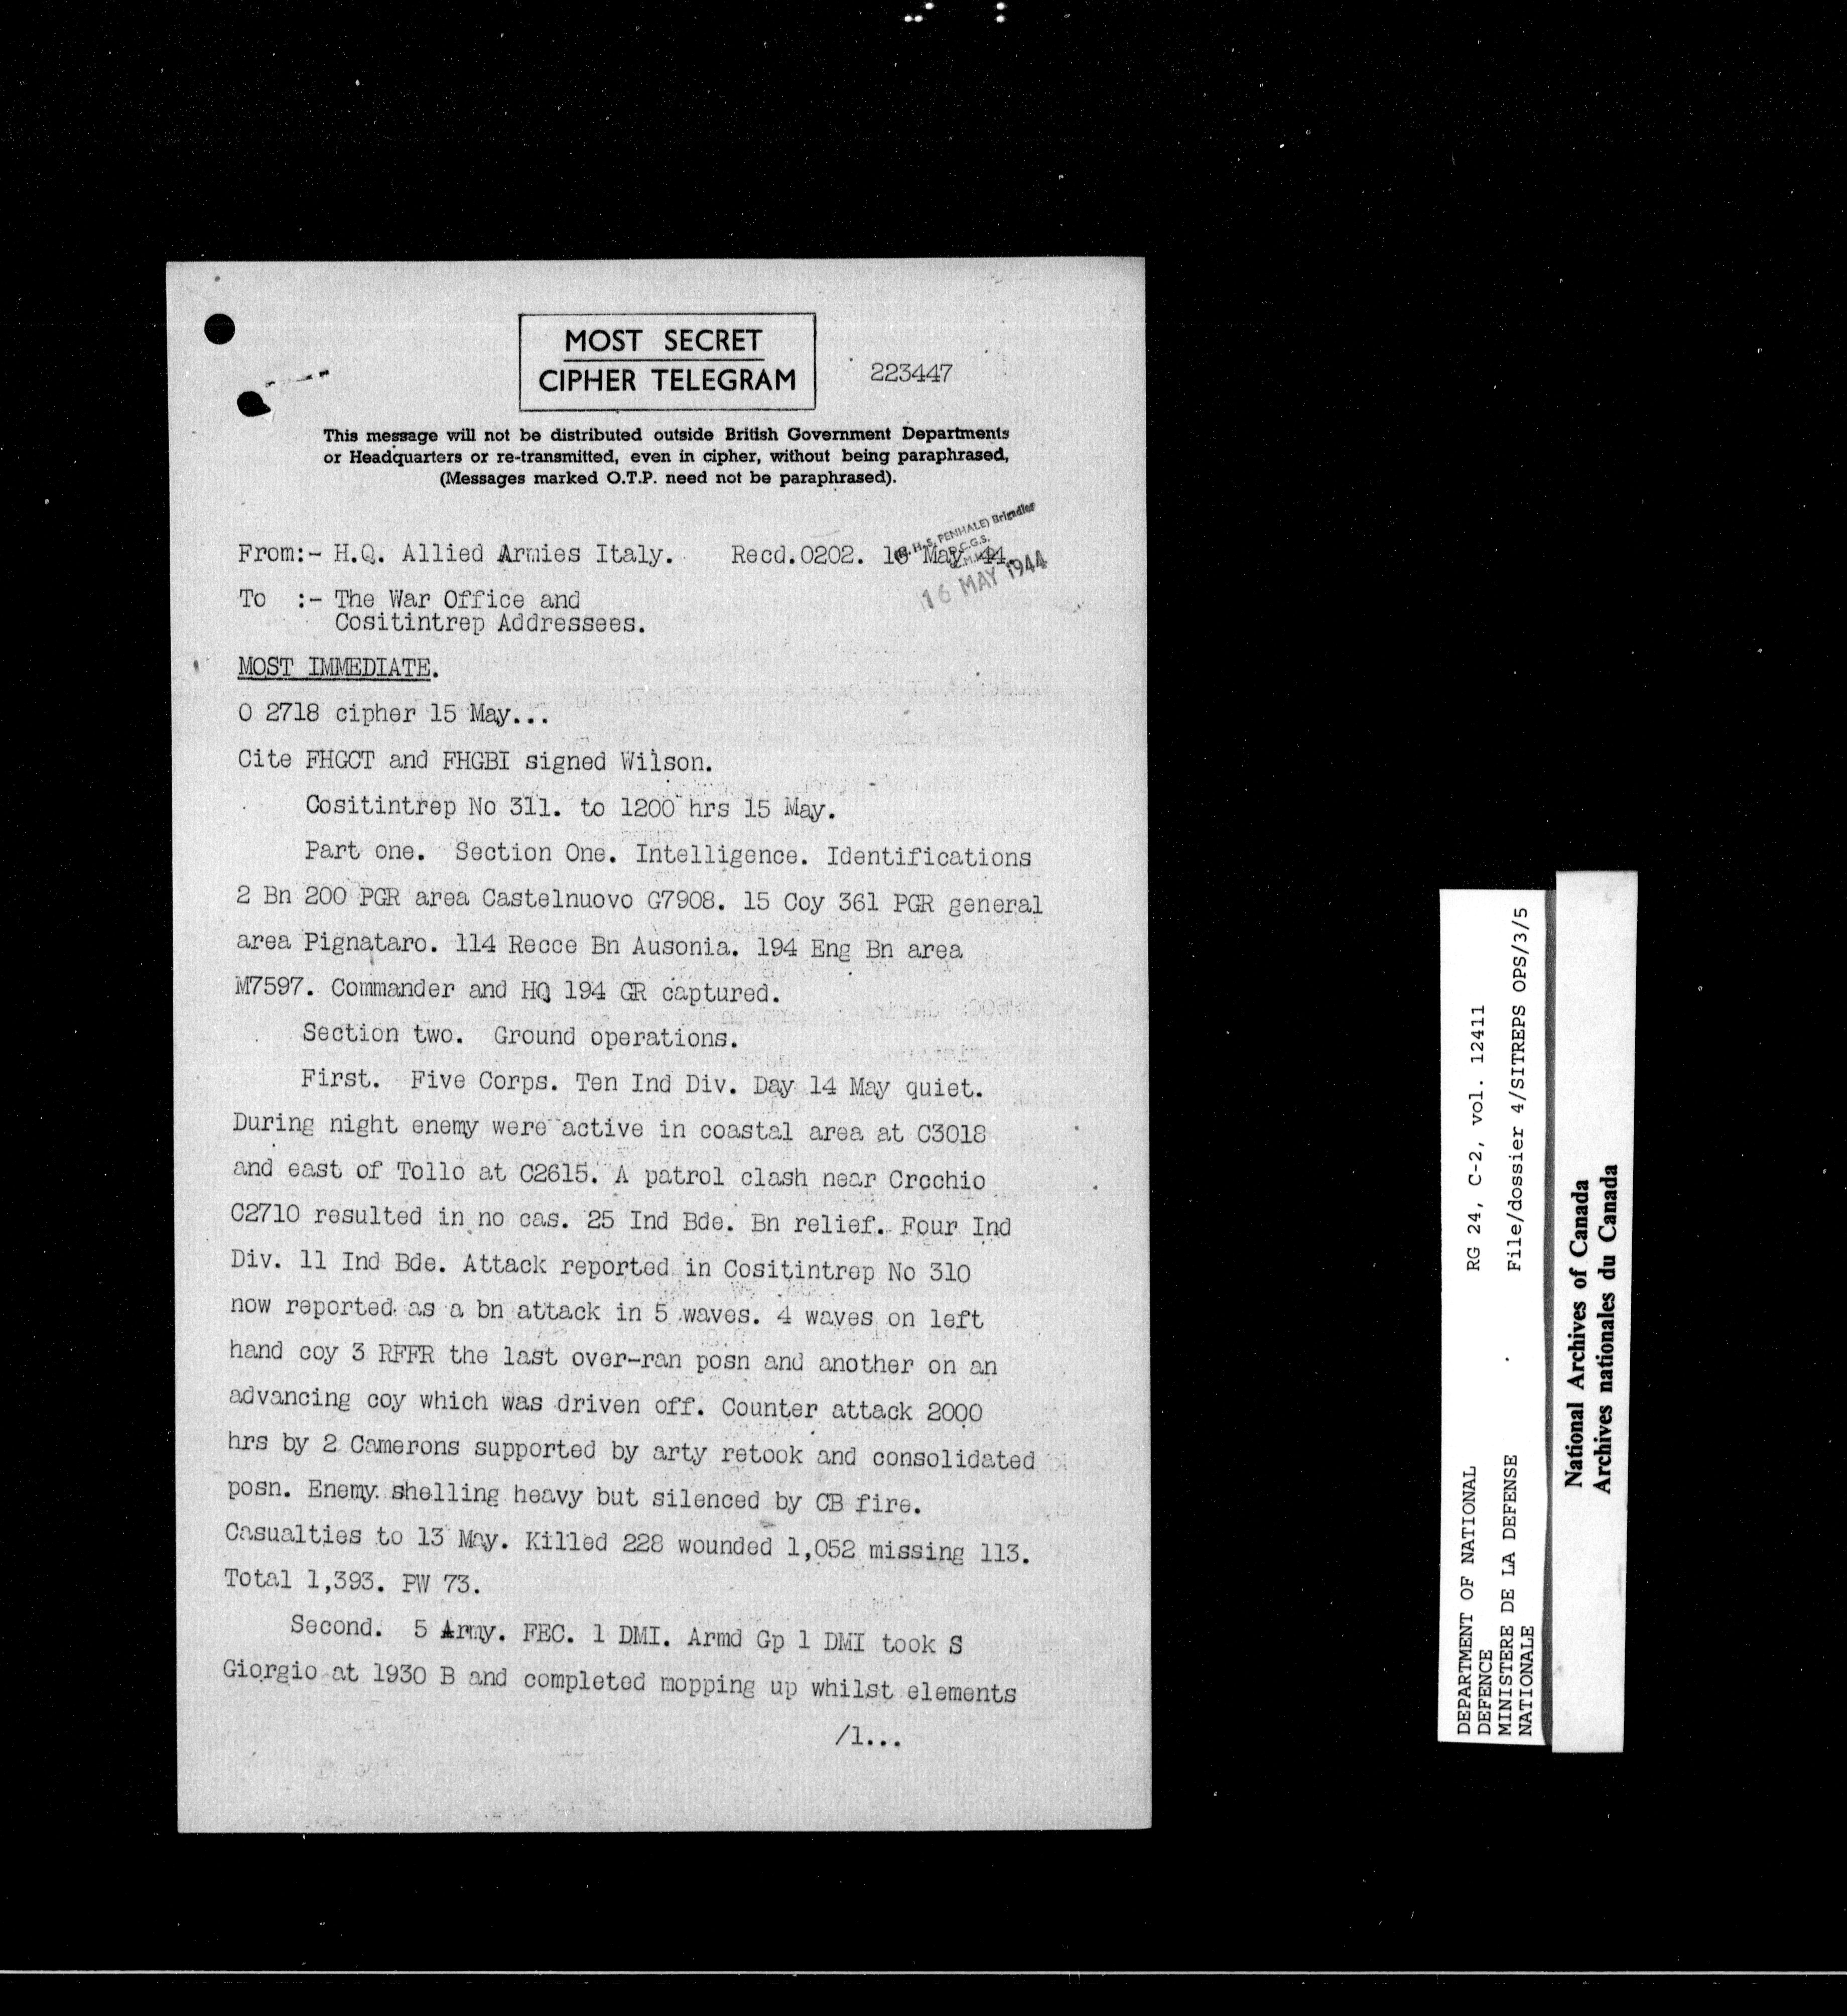 MOST SECRET
CIPHER TELEGRAM
223447
This message will not be distributed outside British Government Departments
or Headquarters or re-transmitted, even in cipher, without being paraphrased,
(Messages marked O.T.P. need not be paraphrased).
(H. H. S. PENHALE) Brigadier
From:- H.Q. Allied Armies Italy. Recd.0202. 16 May 44.
16 MAY 1944
To :- The War Office and
Cositintrep Addressees.
MOST IMMEDIATE.
O 2718 cipher 15 May...
Cite FHGCT and FHGBI signed Wilson.
Cositintrep No 311. to 1200 hrs 15 May.
Part one. Section One. Intelligence. Identifications
2 Bn 200 PGR area Castelnuovo G7908. 15 Coy 361 PGR general
area Pignataro. 114 Recce Bn Ausonia. 194 Eng Bn area
M7597. Commander and HQ 194 GR captured.
Section two. Ground operations.
First. Five Corps. Ten Ind Div. Day 14 May quiet.
During night enemy were active in coastal area at C3018
and east of Tollo at C2615. A patrol clash near Crcchio
C2710 resulted in no cas. 25 Ind Bde. Bn relief. Four Ind
Div. 11 Ind Bde. Attack reported in Cositintrep No 310
now reported as a bn attack in 5 waves. 4 waves on left
hand coy 3 RFFR the last over-ran posn and another on an
advancing coy which was driven off. Counter attack 2000
hrs by 2 Camerons supported by arty retook and consolidated
posn. Enemy shelling heavy but silenced by CB fire.
Casualties to 13 May. Killed 228 wounded 1,052 missing 113.
Total 1,393. PW 73.
Second. 5 Army. FEC. 1 DMI. Armd Gp 1 DMI took S
Giorgio at 1930 B and completed mopping up whilst elements
/1...
DEPARTMENT OF NATIONAL
DEFENCE
MINISTERE DE LA DEFENSE
NATIONALE
RG 24, C-2, vol. 12411
File/dossier 4/SITREPS OPS/3/5
National Archives of Canada
Archives nationales du Canada